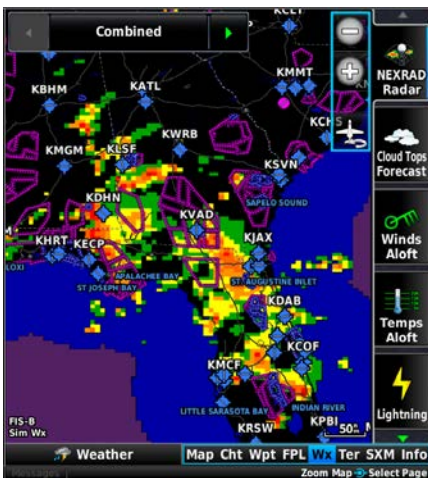 KCLT
Combined
KMMT
NEXRAD
Radar
KBHM
KATL
KCHS
KWRB
KMGM
KLSF
KSVN
Cloud Tops
Forecast
SAPELO SOUND
KDHN
KVAD
KHRT
KECP
KJAX
Winds
Aloft
APALACHEE BAY
ST JOSEPH BAY
ST. AUGUSTINE INLET
KDAB
Temps
Aloft
KCOF
KMCF
LITTLE SARASOTA BAY
INDIAN RIVER
Lightning
FIS-B
Sim Wx
KRSW
KPBI
50
Weather
Map Cht Wpt FPL Wx Ter SXM Info
Messages
Zoom Map Select Page